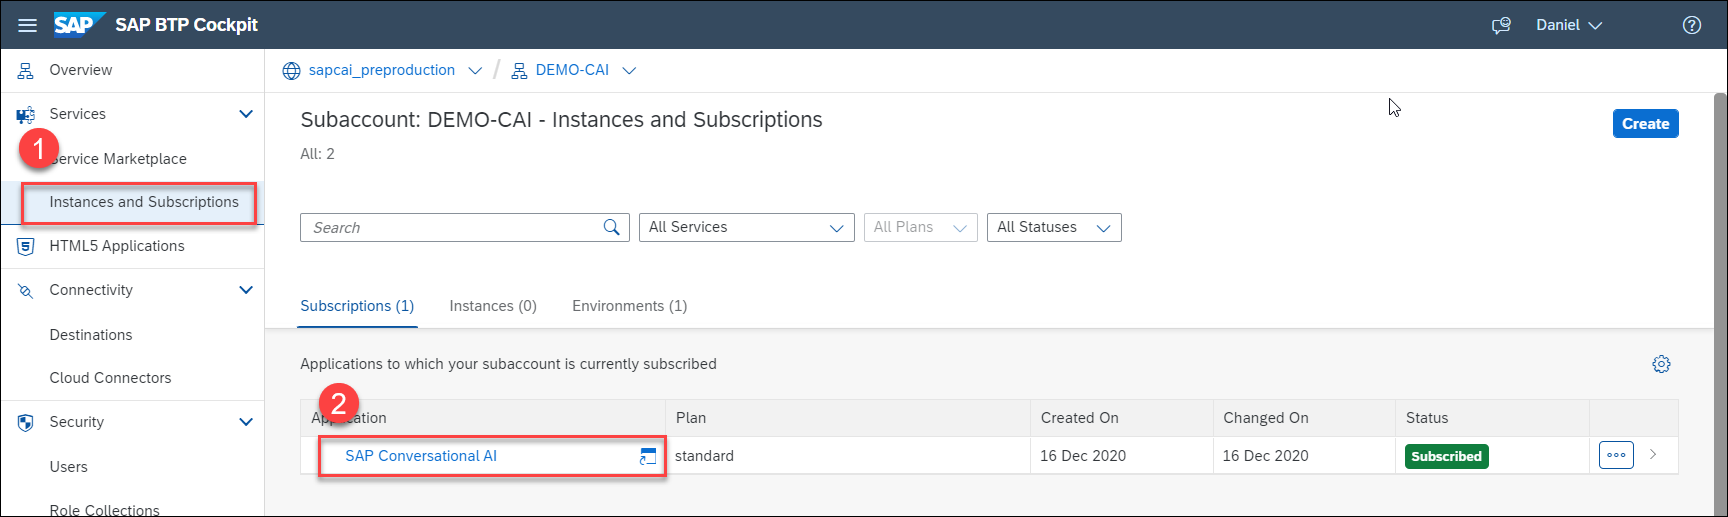 SAP SAP BTP Cockpit
Daniel
Overview
Services
1
Service Marketplace
Instances and Subscriptions
HTML5 Applications
Connectivity
Destinations
Cloud Connectors
Security
Users
Role Collections
sapcai_preproduction / DEMO-CAI
Subaccount: DEMO-CAI - Instances and Subscriptions
Create
All: 2
Search
All Services
All Plans
All Statuses
Subscriptions (1) Instances (0) Environments (1)
Applications to which your subaccount is currently subscribed
2
Application Plan Created On Changed On Status
SAP Conversational AI standard 16 Dec 2020 16 Dec 2020 Subscribed